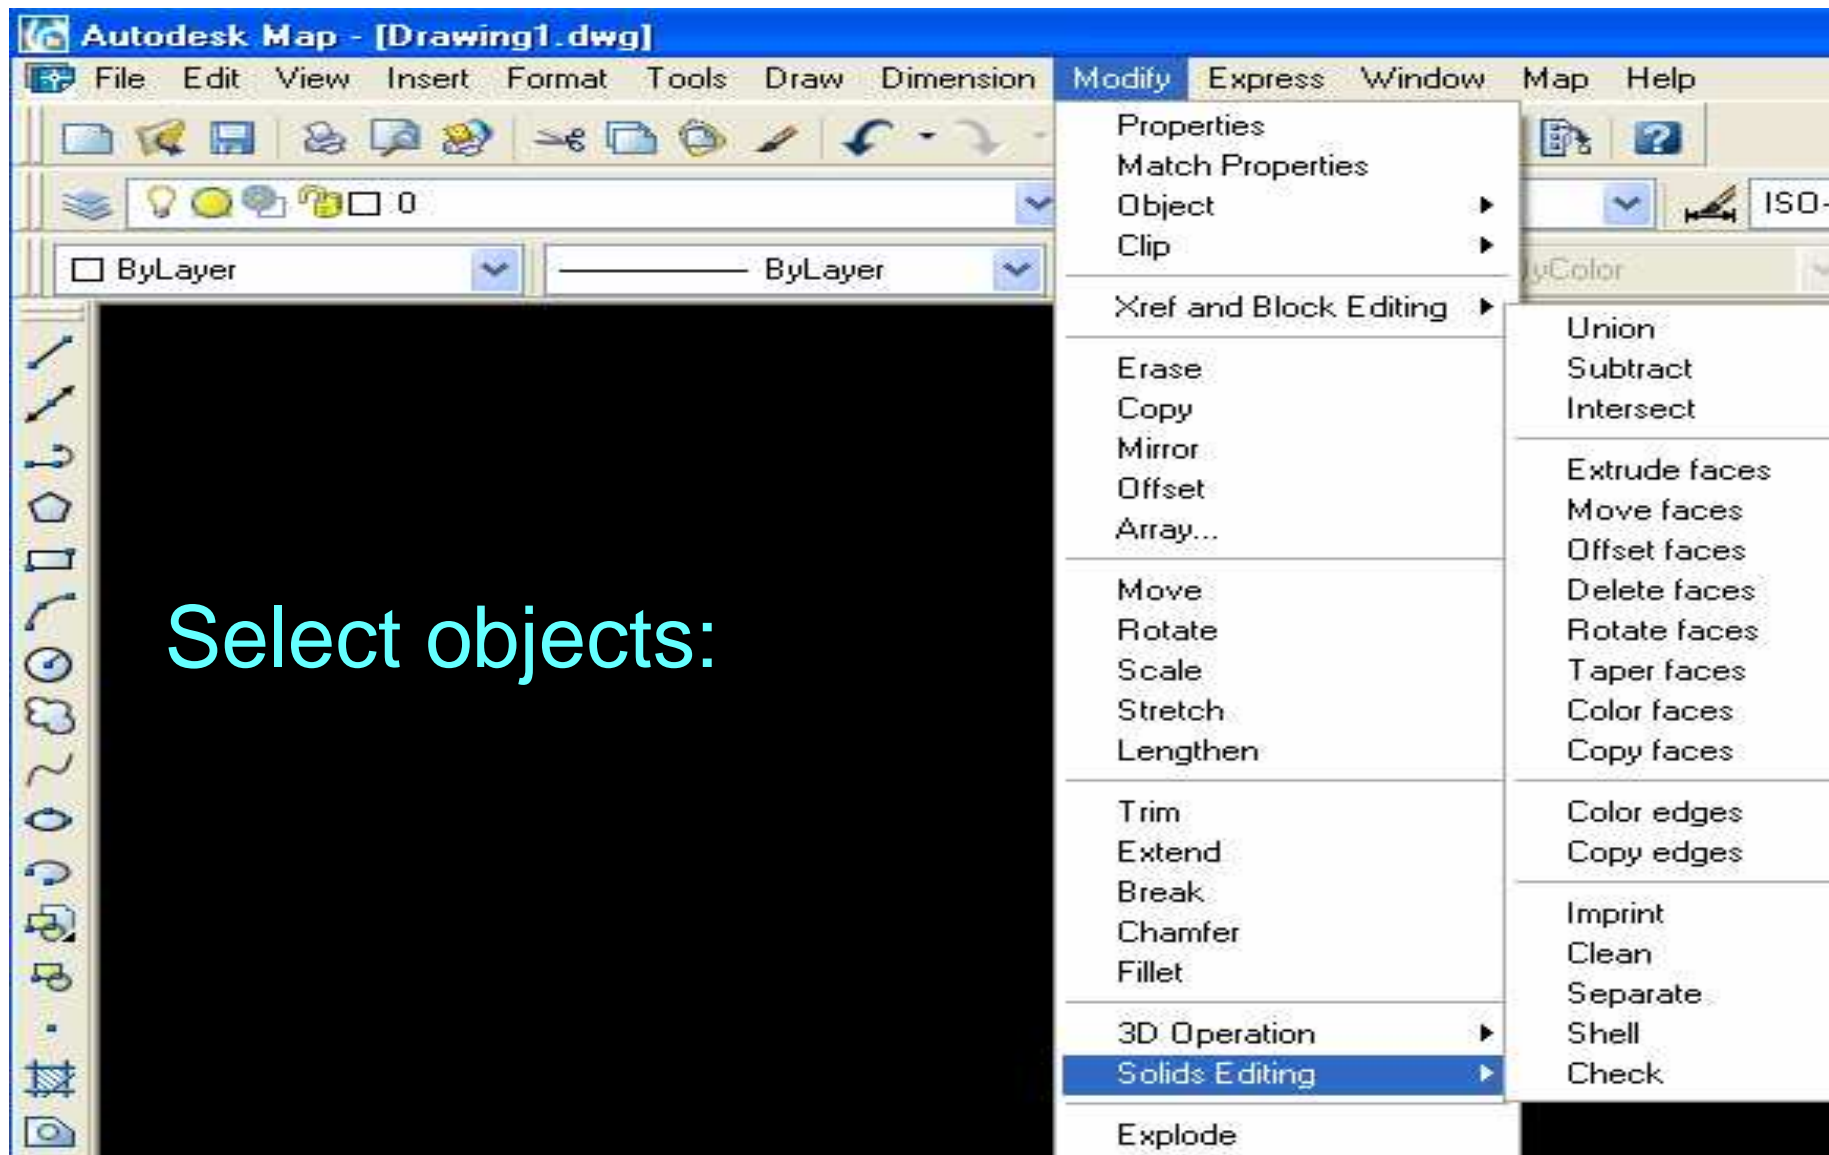 Autodesk Map - [Drawing1.dwg]
File Edit View Insert Format Tools Draw Dimension Modify Express Window Map Help
0
ISO-
ByLayer
ByLayer
yColor
Select objects:
Properties
Match Properties
Object
Clip
Xref and Block Editing
Erase
Copy
Mirror
Offset
Array...
Move
Rotate
Scale
Stretch
Lengthen
Trim
Extend
Break
Chamfer
Fillet
3D Operation
Solids Editing
Explode
Union
Subtract
Intersect
Extrude faces
Move faces
Offset faces
Delete faces
Rotate faces
Taper faces
Color faces
Copy faces
Color edges
Copy edges
Imprint
Clean
Separate
Shell
Check